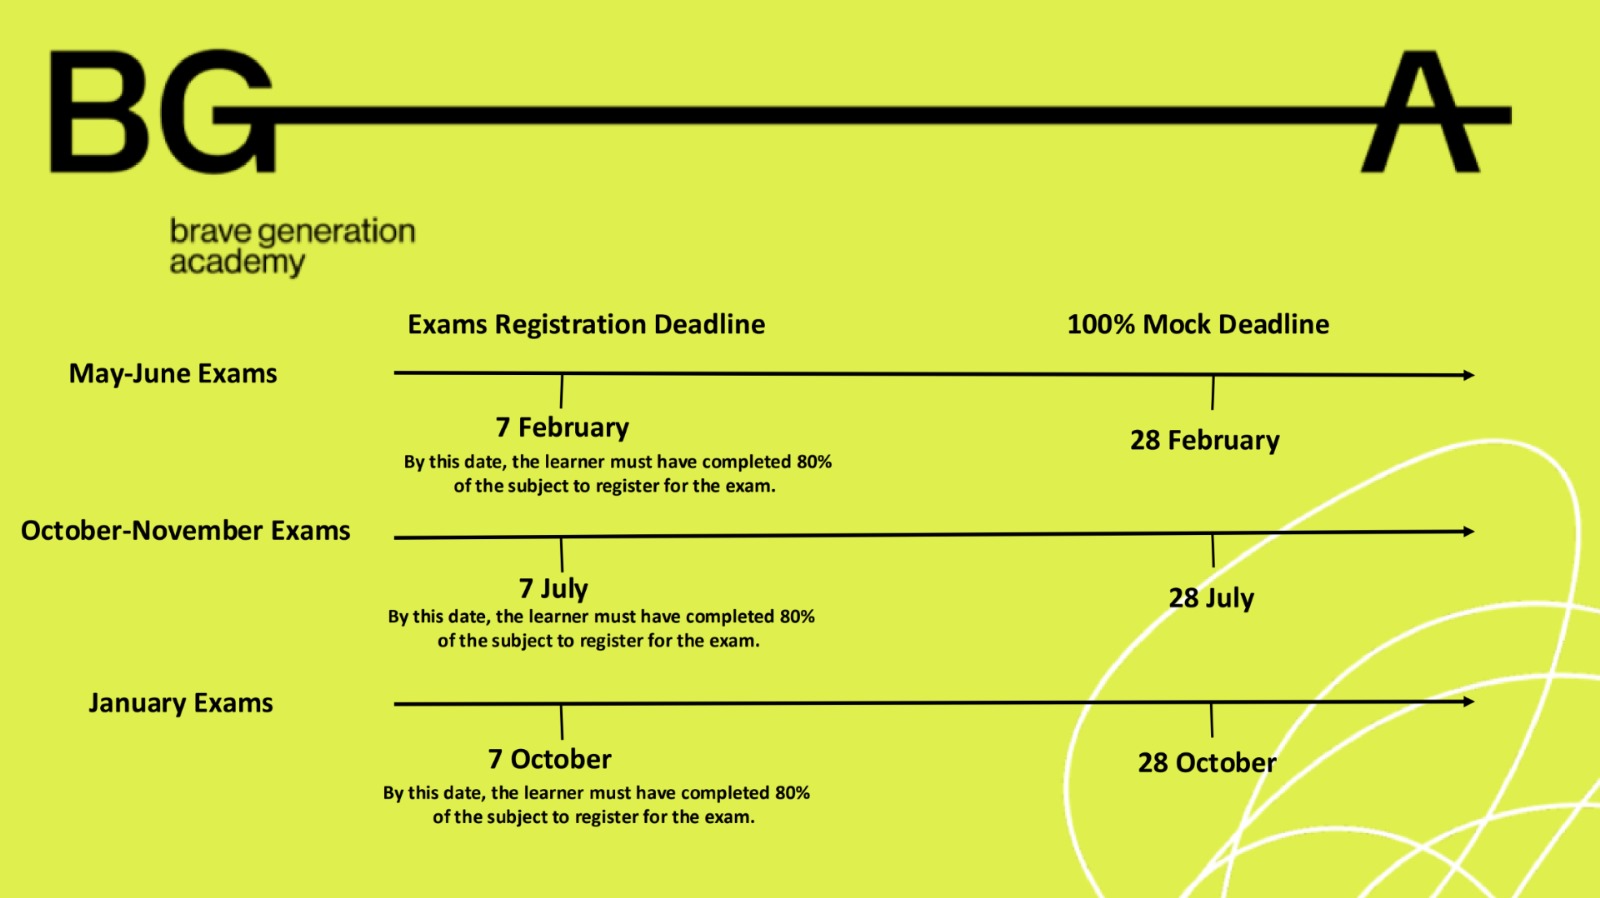 BGA
brave generation
academy
Exams Registration Deadline
100% Mock Deadline
May-June Exams
7 February
28 February
By this date, the learner must have completed 80%
of the subject to register for the exam.
October-November Exams
7 July
28 July
By this date, the learner must have completed 80%
of the subject to register for the exam.
January Exams
7 October
28 October
By this date, the learner must have completed 80%
of the subject to register for the exam.